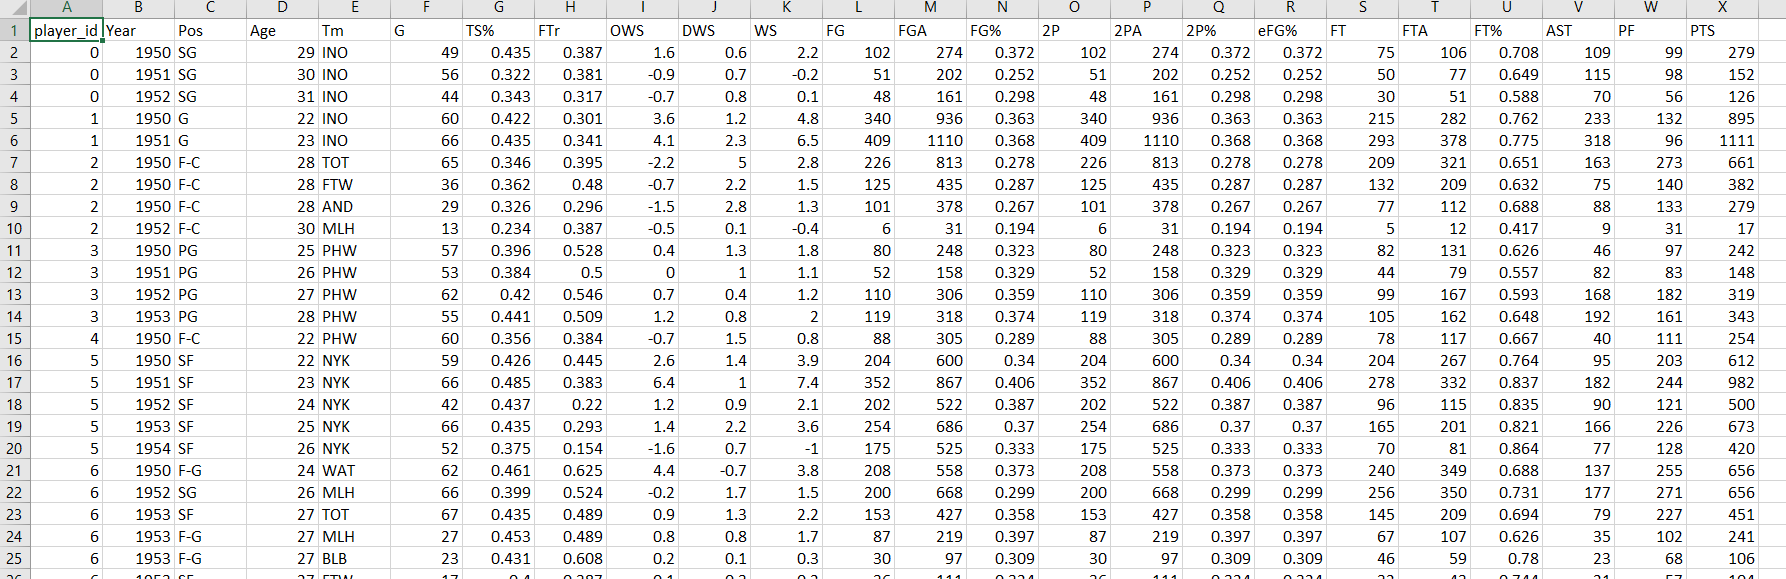 A B C D E F G H I J K L M N O P Q R S T U V W X
1 player_id Year Pos Age Tm G TS% FTr OWS DWS WS FG FGA FG% 2P 2PA 2P% eFG% FT FTA FT% AST PF PTS
2 0 1950 SG 29 INO 49 0.435 0.387 1.6 0.6 2.2 102 274 0.372 102 274 0.372 0.372 75 106 0.708 109 99 279
3 0 1951 SG 30 INO 56 0.322 0.381 -0.9 0.7 -0.2 51 202 0.252 51 202 0.252 0.252 50 77 0.649 115 98 152
4 0 1952 SG 31 INO 44 0.343 0.317 -0.7 0.8 0.1 48 161 0.298 48 161 0.298 0.298 30 51 0.588 70 56 126
5 1 1950 G 22 INO 60 0.422 0.301 3.6 1.2 4.8 340 936 0.363 340 936 0.363 0.363 215 282 0.762 233 132 895
6 1 1951 G 23 INO 66 0.435 0.341 4.1 2.3 6.5 409 1110 0.368 409 1110 0.368 0.368 293 378 0.775 318 96 1111
7 2 1950 F-C 28 TOT 65 0.346 0.395 -2.2 5 2.8 226 813 0.278 226 813 0.278 0.278 209 321 0.651 163 273 661
8 2 1950 F-C 28 FTW 36 0.362 0.48 -0.7 2.2 1.5 125 435 0.287 125 435 0.287 0.287 132 209 0.632 75 140 382
9 2 1950 F-C 28 AND 29 0.326 0.296 -1.5 2.8 1.3 101 378 0.267 101 378 0.267 0.267 77 112 0.688 88 133 279
10 2 1952 F-C 30 MLH 13 0.234 0.387 -0.5 0.1 -0.4 6 31 0.194 6 31 0.194 0.194 5 12 0.417 9 31 17
11 3 1950 PG 25 PHW 57 0.396 0.528 0.4 1.3 1.8 80 248 0.323 80 248 0.323 0.323 82 131 0.626 46 97 242
12 3 1951 PG 26 PHW 53 0.384 0.5 0 1 1.1 52 158 0.329 52 158 0.329 0.329 44 79 0.557 82 83 148
13 3 1952 PG 27 PHW 62 0.42 0.546 0.7 0.4 1.2 110 306 0.359 110 306 0.359 0.359 99 167 0.593 168 182 319
14 3 1953 PG 28 PHW 55 0.441 0.509 1.2 0.8 2 119 318 0.374 119 318 0.374 0.374 105 162 0.648 192 161 343
15 4 1950 F-C 22 PHW 60 0.356 0.384 -0.7 1.5 0.8 88 305 0.289 88 305 0.289 0.289 78 117 0.667 40 111 254
16 5 1950 SF 22 NYK 59 0.426 0.445 2.6 1.4 3.9 204 600 0.34 204 600 0.34 0.34 204 267 0.764 95 203 612
17 5 1951 SF 23 NYK 66 0.485 0.383 6.4 1 7.4 352 867 0.406 352 867 0.406 0.406 278 332 0.837 182 244 982
18 5 1952 SF 24 NYK 42 0.437 0.22 1.2 0.9 2.1 202 522 0.387 202 522 0.387 0.387 96 115 0.835 90 121 500
19 5 1953 SF 25 NYK 66 0.435 0.293 1.4 2.2 3.6 254 686 0.37 254 686 0.37 0.37 165 201 0.821 166 226 673
20 5 1954 SF 26 NYK 52 0.375 0.154 -1.6 0.7 -1 175 525 0.333 175 525 0.333 0.333 70 81 0.864 77 128 420
21 6 1950 F-G 24 WAT 62 0.461 0.625 4.4 -0.7 3.8 208 558 0.373 208 558 0.373 0.373 240 349 0.688 137 255 656
22 6 1952 SG 26 MLH 66 0.399 0.524 -0.2 1.7 1.5 200 668 0.299 200 668 0.299 0.299 256 350 0.731 177 271 656
23 6 1953 SF 27 TOT 67 0.435 0.489 0.9 1.3 2.2 153 427 0.358 153 427 0.358 0.358 145 209 0.694 79 227 451
24 6 1953 F-G 27 MLH 27 0.453 0.489 0.8 0.8 1.7 87 219 0.397 87 219 0.397 0.397 67 107 0.626 35 102 241
25 6 1953 F-G 27 BLB 23 0.431 0.608 0.2 0.1 0.3 30 97 0.309 30 97 0.309 0.309 46 59 0.78 23 68 106